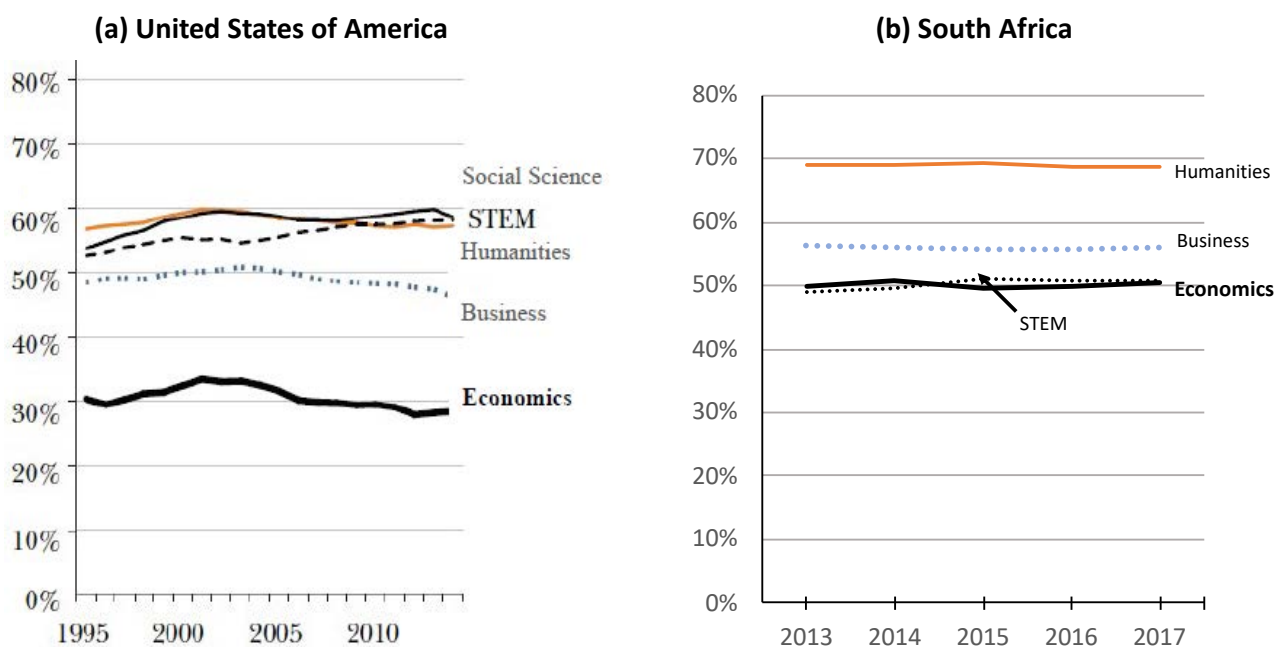 (a) United States of America
80%
70%
60%
50%
40%
30%
20%
10%
0%
1995 2000 2005 2010
Social Science
STEM
Humanities
Business
Economics
(b) South Africa
80%
70%
60%
50%
40%
30%
20%
10%
0%
2013 2014 2015 2016 2017
Humanities
Business
Economics
STEM